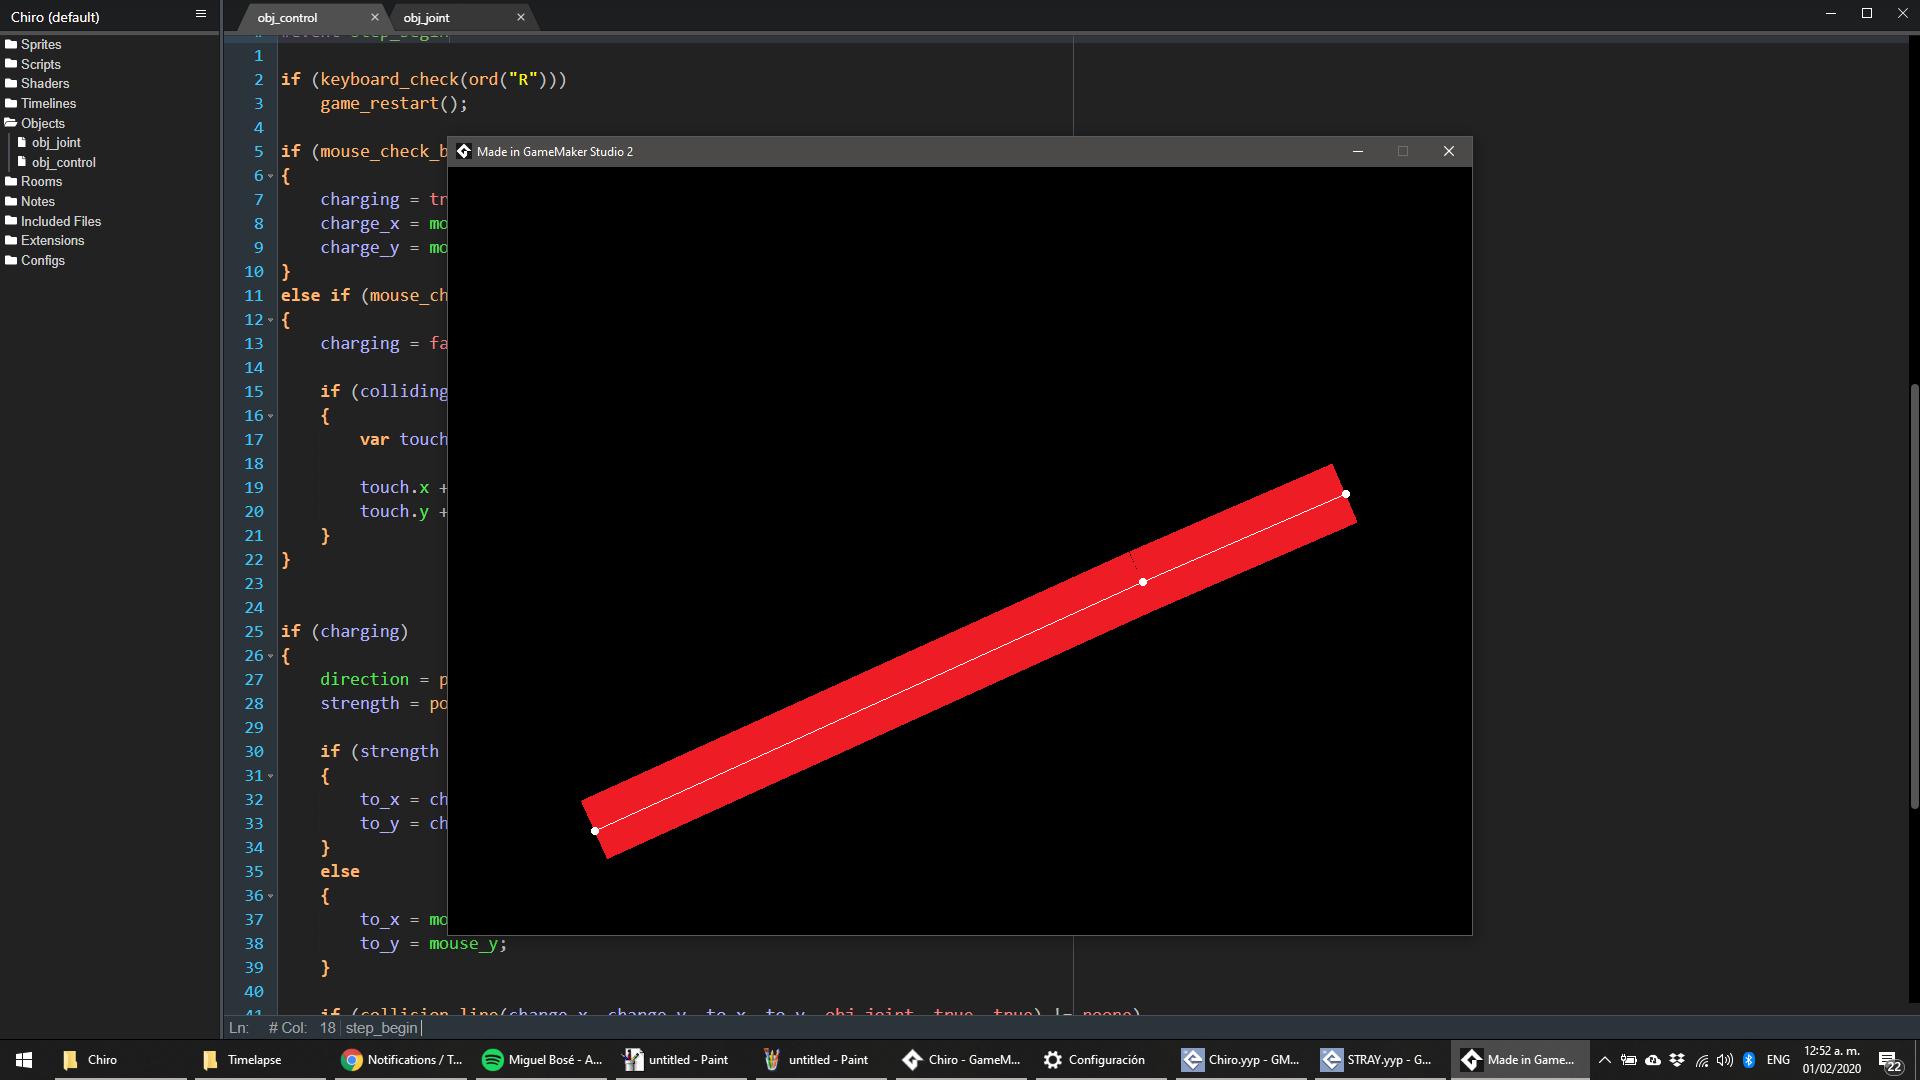 Chiro (default)
obj_control
obj_joint
Sprites
Scripts
Shaders
Timelines
Objects
obj_joint
obj_control
Rooms
Notes
Included Files
Extensions
Configs
#event step_begin
1
2 if (keyboard_check(ord("R")))
3 game_restart();
4
5 if (mouse_check_b
6 {
7 charging = tr
8 charge_x = mo
9 charge_y = mo
10 }
11 else if (mouse_ch
12 {
13 charging = fa
14
15 if (colliding
16 {
17 var touch
18
19 touch.x +
20 touch.y +
21 }
22 }
23
24
25 if (charging)
26 {
27 direction = p
28 strength = po
29
30 if (strength
31 {
32 to_x = ch
33 to_y = ch
34 }
35 else
36 {
37 to_x = mo
38 to_y = mouse_y;
39 }
40
41 if (collision_line(charge_x, charge_y, to_x, to_y, obj_joint, true, true) != noone)
Made in GameMaker Studio 2
Ln: # Col: 18 step_begin
Chiro
Timelapse
Notifications / T...
Miguel Bosé - A...
untitled - Paint
untitled - Paint
Chiro - GameM...
Configuración
Chiro.yyp - GM...
STRAY.yyp - G...
Made in Game...
ENG
12:52 a. m.
01/02/2020
22